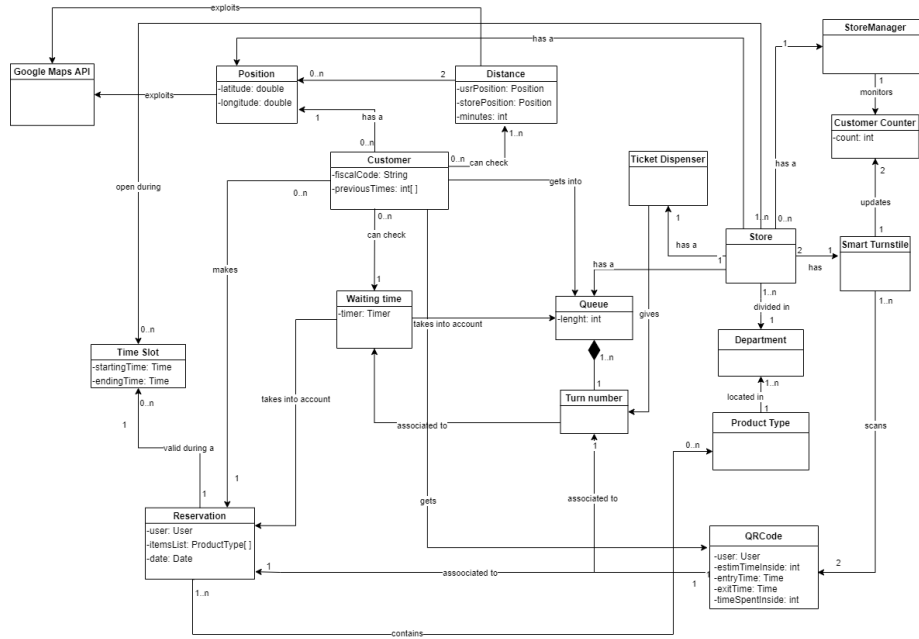 exploits
StoreManager
has a
1
Google Maps API
Position
-latitude: double
-longitude: double
0..n
2
Distance
-usrPosition: Position
-storePosition: Position
-minutes: int
1
monitors
exploits
1
has a
1..n
Customer Counter
-count: int
0..n
0..n
can check
Customer
-fiscalCode: String
-previousTimes: int[ ]
Ticket Dispenser
has a
2
open during
0..n
0..n
gets into
updates
1
1..n
0..n
1
can check
has a
Store
2
1
Smart Turnstile
makes
has a
1
has
1
1..n
1..n
Waiting time
-timer: Timer
Queue
-lenght: int
gives
divided in
takes into account
1
0..n
Department
Time Slot
-startingTime: Time
-endingTime: Time
1..n
1..n
1
Turn number
located in
takes into account
0..n
1
1
Product Type
associated to
scans
1
valid during a
0..n
1
1
gets
associated to
Reservation
-user: User
-itemsList: ProductType[ ]
-date: Date
QRCode
-user: User
-estimTimeInside: int
-entryTime: Time
-exitTime: Time
-timeSpentInside: int
1
assoociated to
1
2
1..n
contains